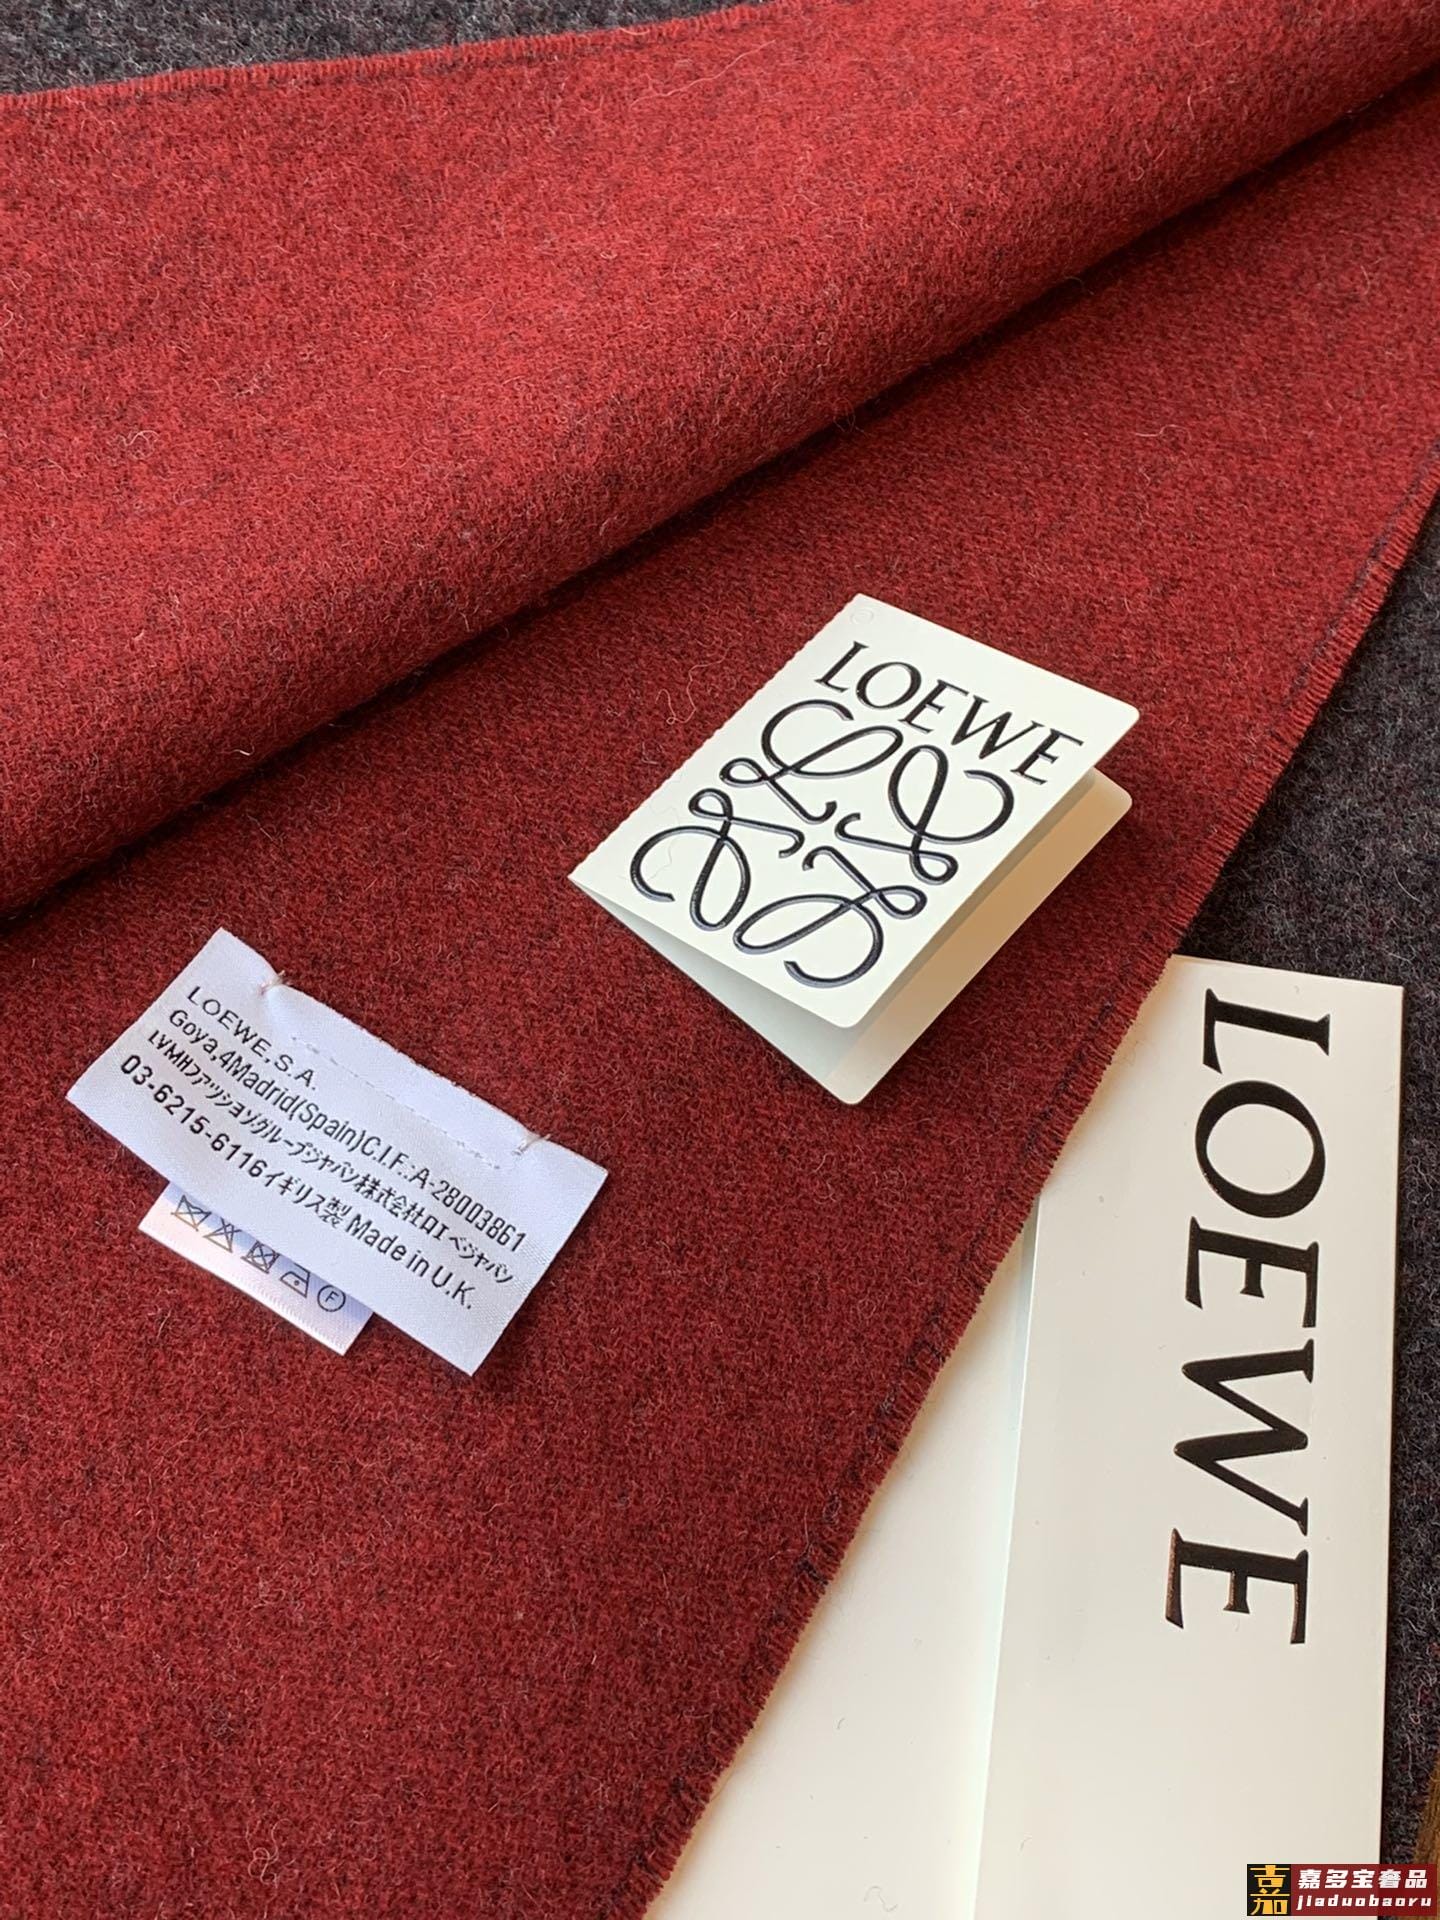 LOEWE
LOEWE, S.A.
Goya,4Madrid(Spain)C.I.F.:A-28003861
LVMHファッションググループジャパン株式会社ロエベジャパン
03-6215-6116イギリス製 Made in U.K.
F
LOEWE
嘉
嘉多宝奢品
jiaduobaoru